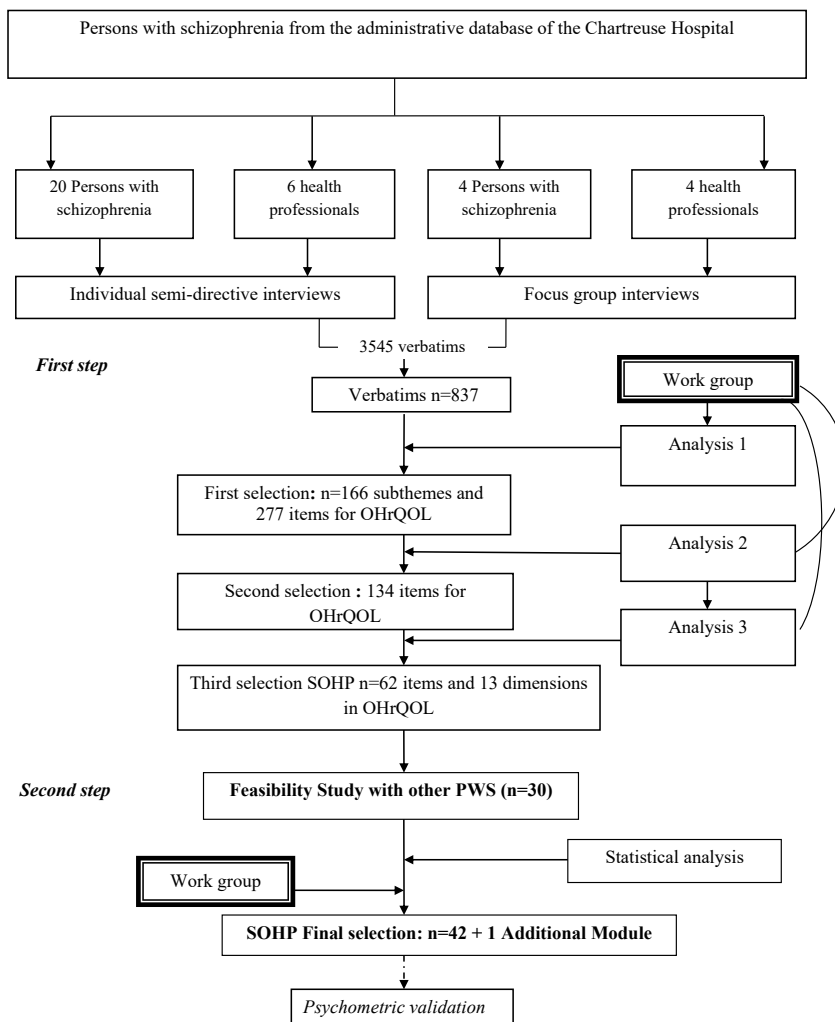 Persons with schizophrenia from the administrative database of the Chartreuse Hospital
20 Persons with
schizophrenia
6 health
professionals
4 Persons with
schizophrenia
4 health
professionals
Individual semi-directive interviews
Focus group interviews
3545 verbatims
First step
Verbatims n=837
Work group
Analysis 1
First selection: n=166 subthemes and
277 items for OHrQOL
Analysis 2
Second selection : 134 items for
OHrQOL
Analysis 3
Third selection SOHP n=62 items and 13 dimensions
in OHrQOL
Second step
Feasibility Study with other PWS (n=30)
Statistical analysis
Work group
SOHP Final selection: n=42 + 1 Additional Module
Psychometric validation